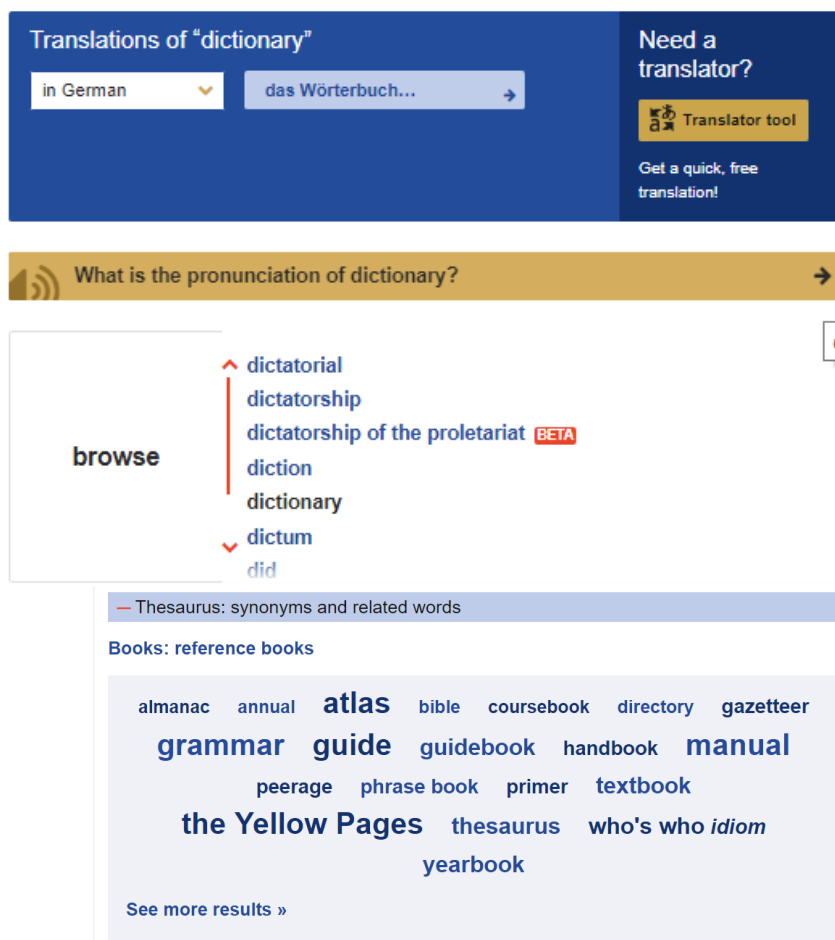 Translations of “dictionary”
in German
das Wörterbuch...
Need a
translator?
Translator tool
Get a quick, free
translation!
What is the pronunciation of dictionary?
browse
dictatorial
dictatorship
dictatorship of the proletariat BETA
diction
dictionary
dictum
did
— Thesaurus: synonyms and related words
Books: reference books
almanac annual atlas bible coursebook directory gazetteer
grammar guide guidebook handbook manual
peerage phrase book primer textbook
the Yellow Pages thesaurus who's who idiom
yearbook
See more results »